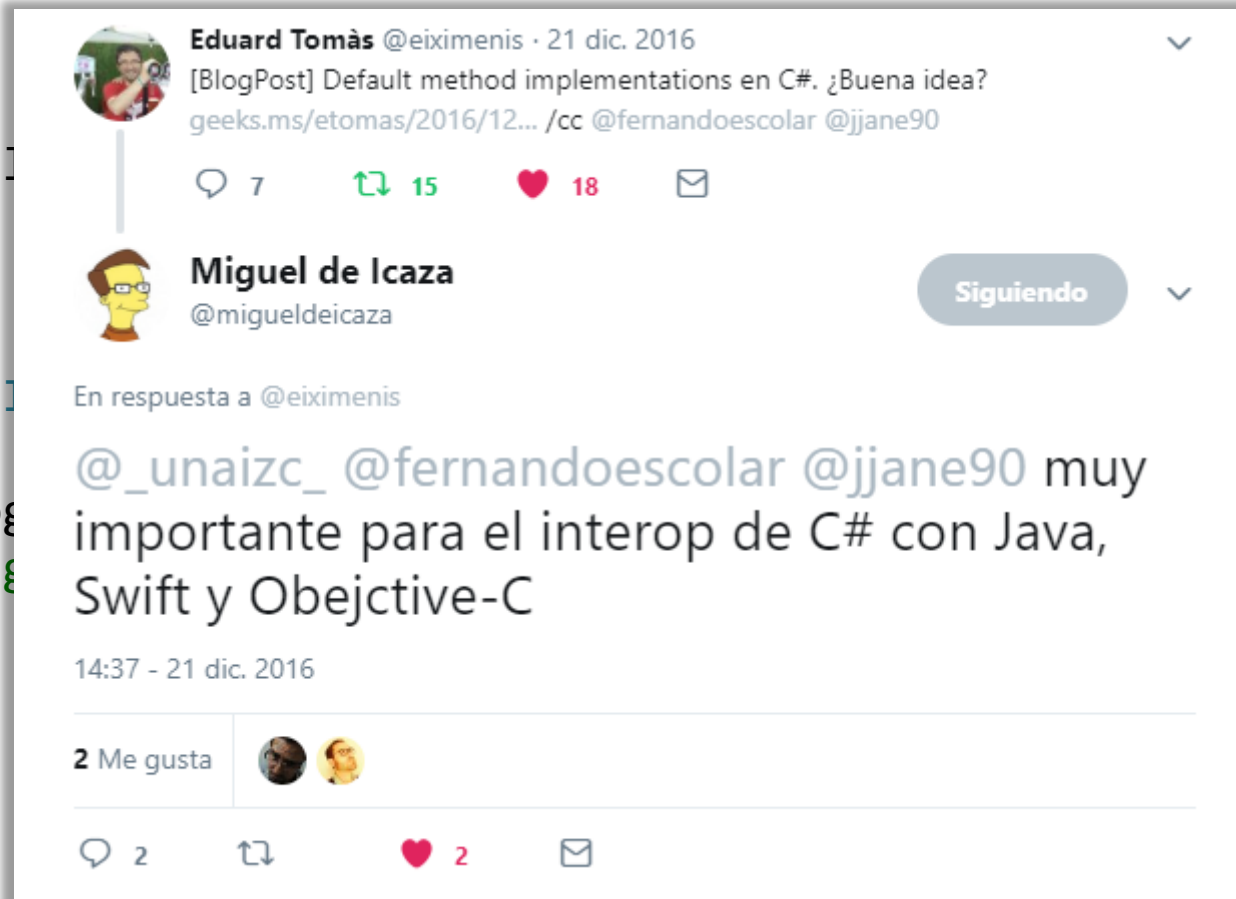 Eduard Tomàs @eiximenis · 21 dic. 2016
[BlogPost] Default method implementations en C#. ¿Buena idea?
geeks.ms/etomas/2016/12... /cc @fernandoescolar @jjane90
7 15 18
Miguel de Icaza
Siguiendo
@migueldeicaza
En respuesta a @eiximenis
@_unaizc_ @fernandoescolar @jjane90 muy
importante para el interop de C# con Java,
Swift y Obejctive-C
14:37 - 21 dic. 2016
2 Me gusta
2 2